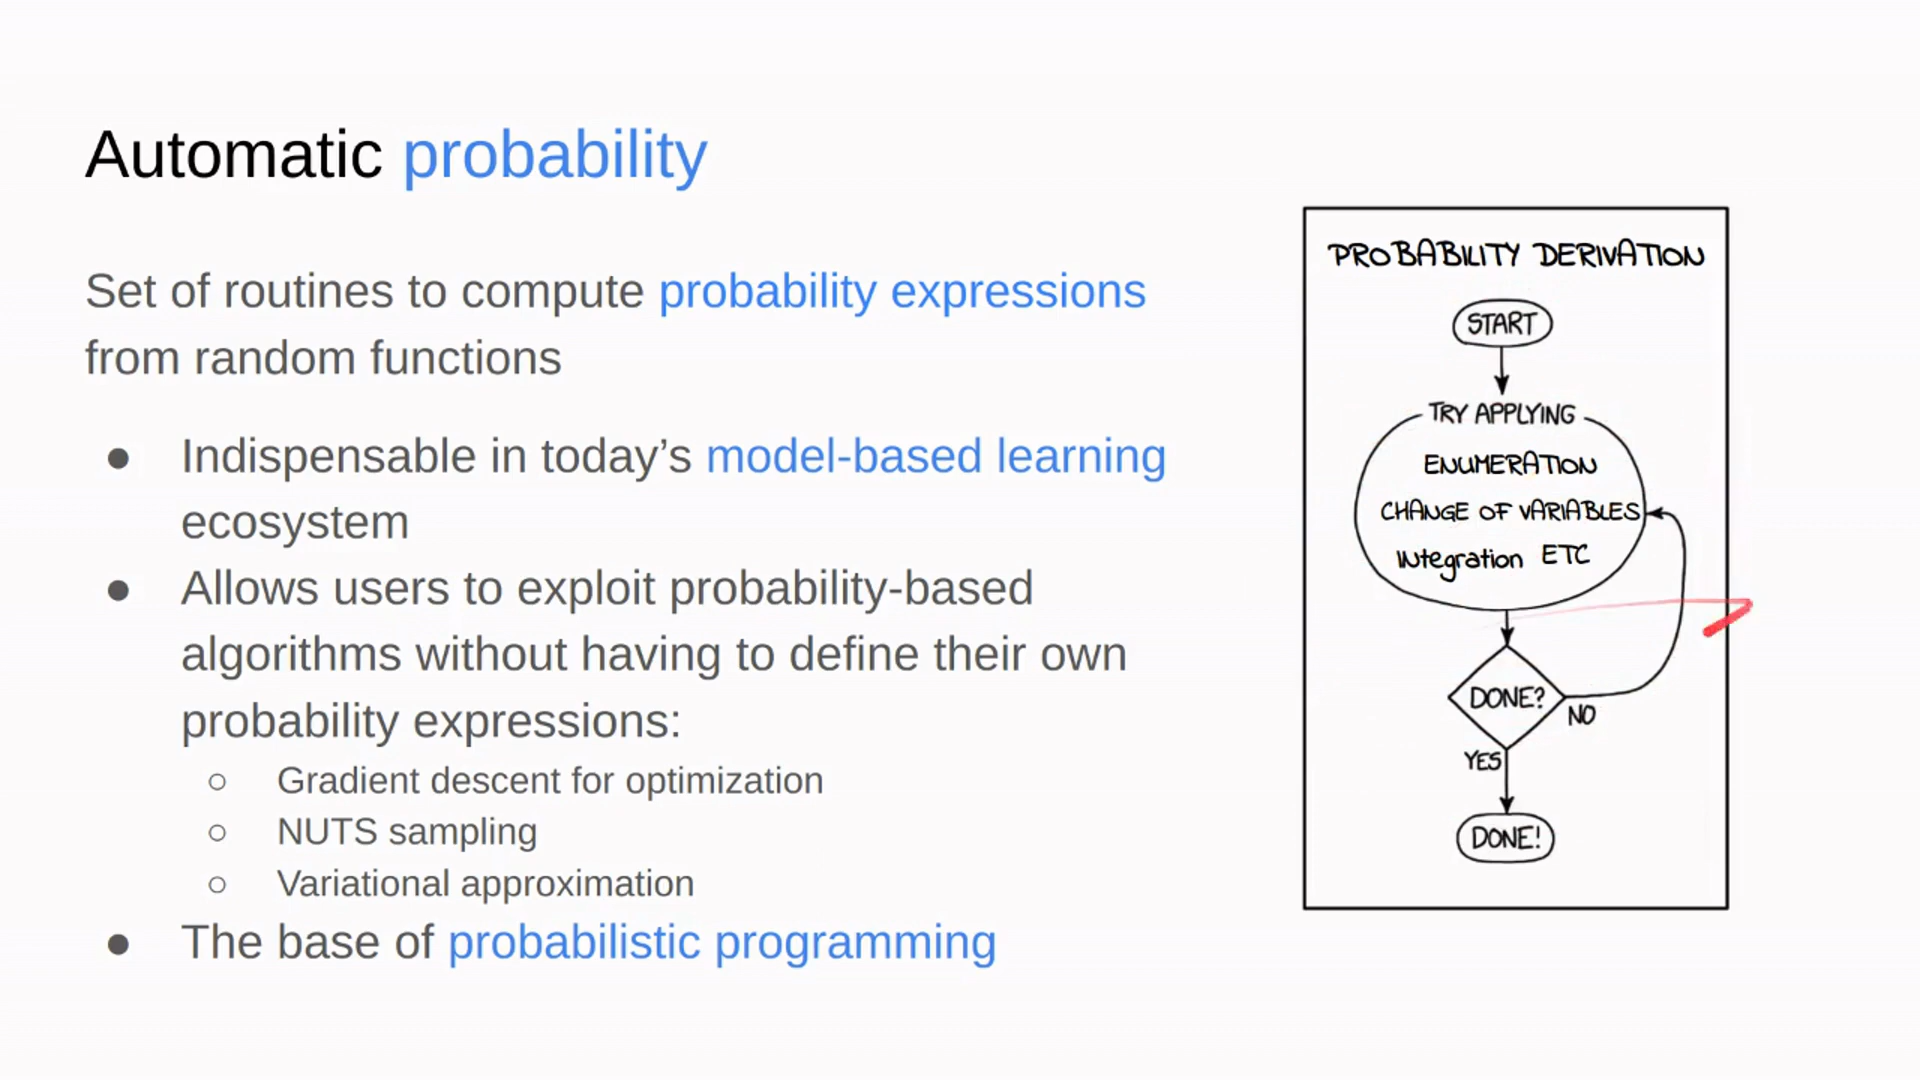 Automatic probability
Set of routines to compute probability expressions
from random functions
● Indispensable in today’s model-based learning
ecosystem
● Allows users to exploit probability-based
algorithms without having to define their own
probability expressions:
○ Gradient descent for optimization
○ NUTS sampling
○ Variational approximation
● The base of probabilistic programming
PROBABILITY DERIVATION
START
TRY APPLYING
ENUMERATION
CHANGE OF VARIABLES
Integration ETC
DONE?
NO
YES
DONE!